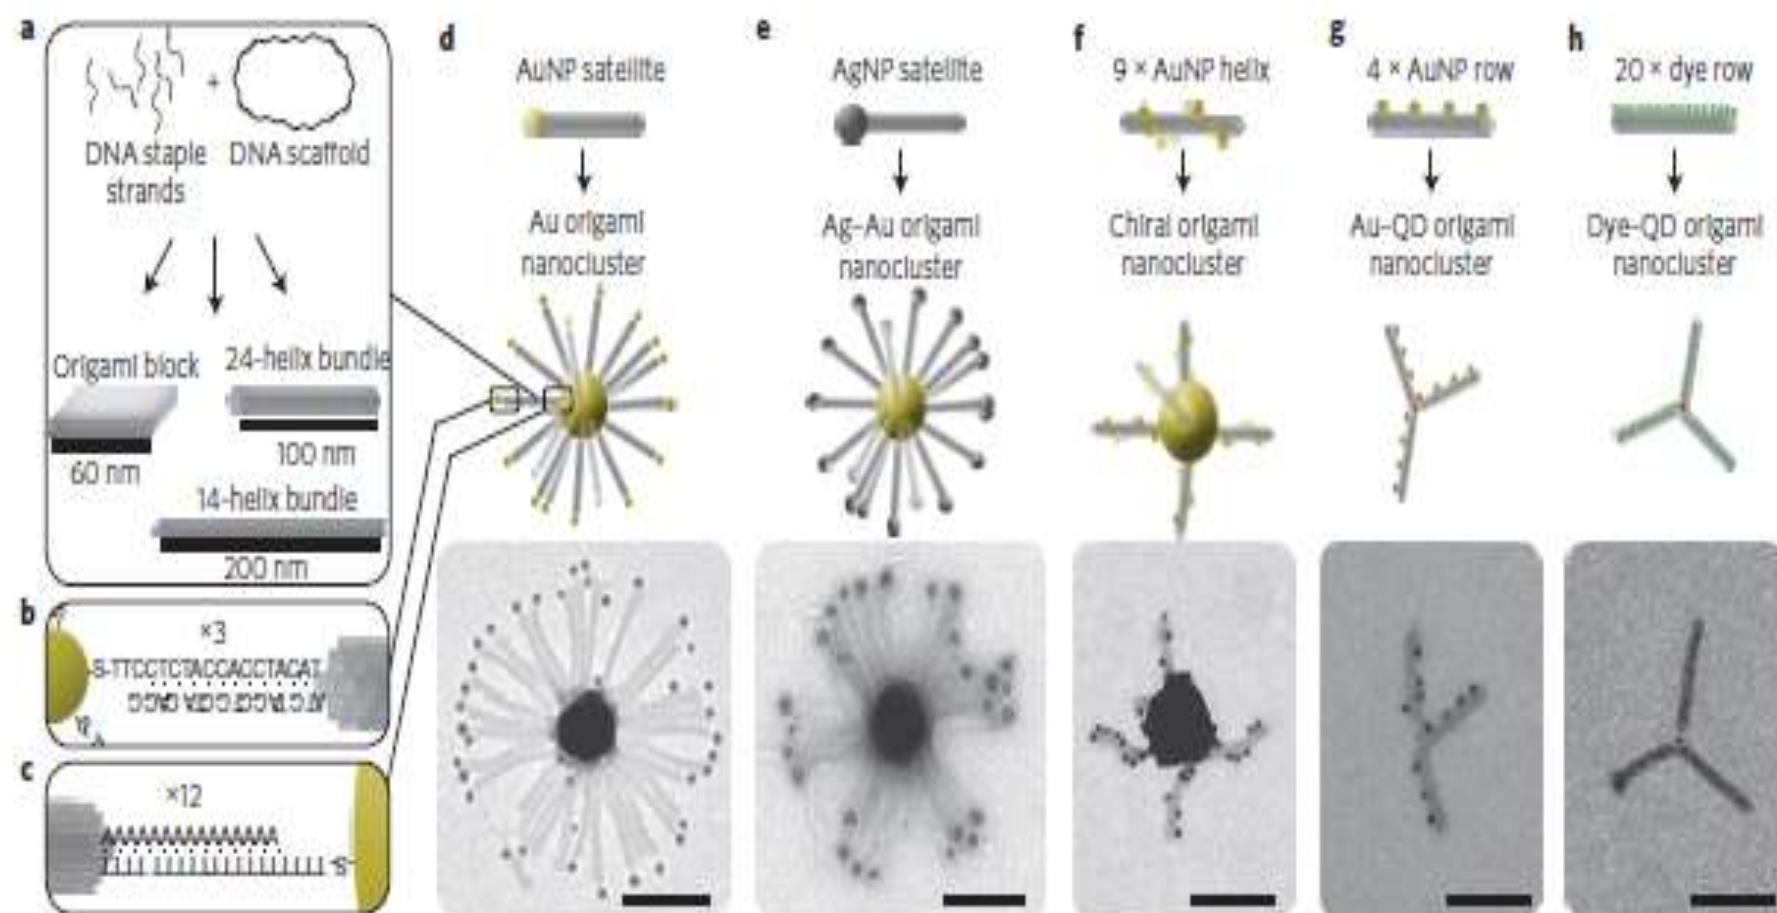 a
+
DNA staple
strands
DNA scaffold
Origami block
60 nm
24-helix bundle
100 nm
14-helix bundle
200 nm
b
×3
-S-TTCCTCTACCACCTACAT
c
×12
S
d
AuNP satellite
Au origami
nanocluster
e
AgNP satellite
Ag–Au origami
nanocluster
f
9 × AuNP helix
Chiral origami
nanocluster
g
4 × AuNP row
Au–QD origami
nanocluster
h
20 × dye row
Dye–QD origami
nanocluster